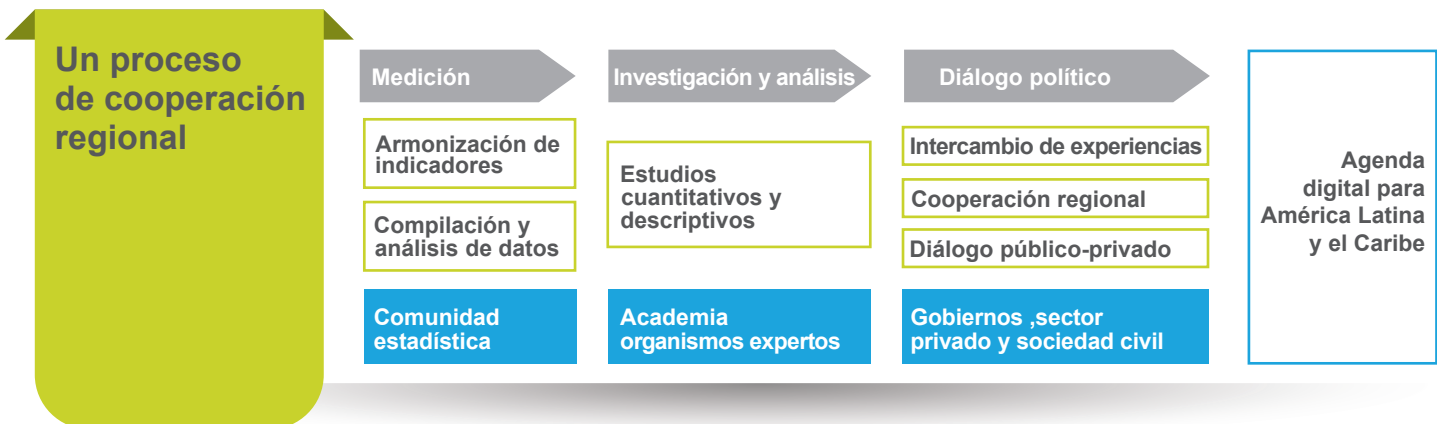 Un proceso
de cooperación
regional
Medición
Armonización de
indicadores
Compilación y
análisis de datos
Comunidad
estadística
Investigación y análisis
Estudios
cuantitativos y
descriptivos
Academia
organismos expertos
Diálogo político
Intercambio de experiencias
Cooperación regional
Diálogo público-privado
Gobiernos ,sector
privado y sociedad civil
Agenda
digital para
América Latina
y el Caribe